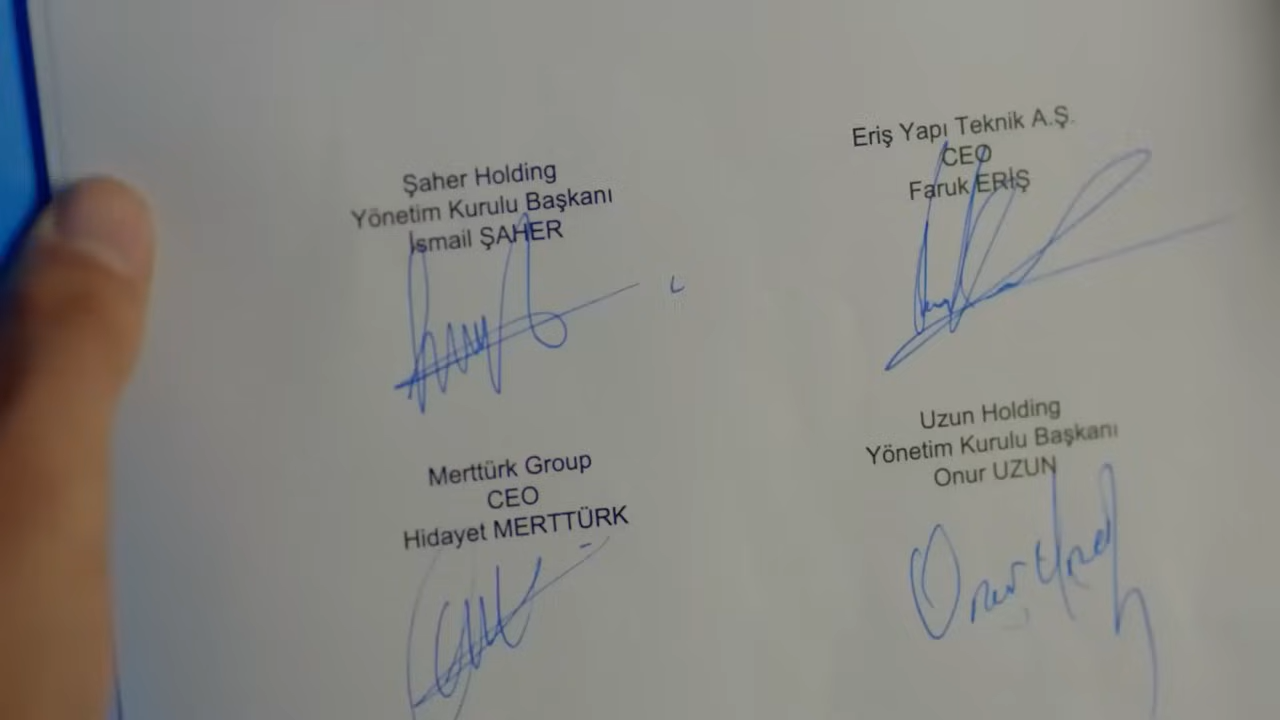 Şaher Holding
Yönetim Kurulu Başkanı
İsmail ŞAHER
Eriş Yapı Teknik A.Ş.
CEO
Faruk ERİŞ
Merttürk Group
CEO
Hidayet MERTTÜRK
Uzun Holding
Yönetim Kurulu Başkanı
Onur UZUN
Onur